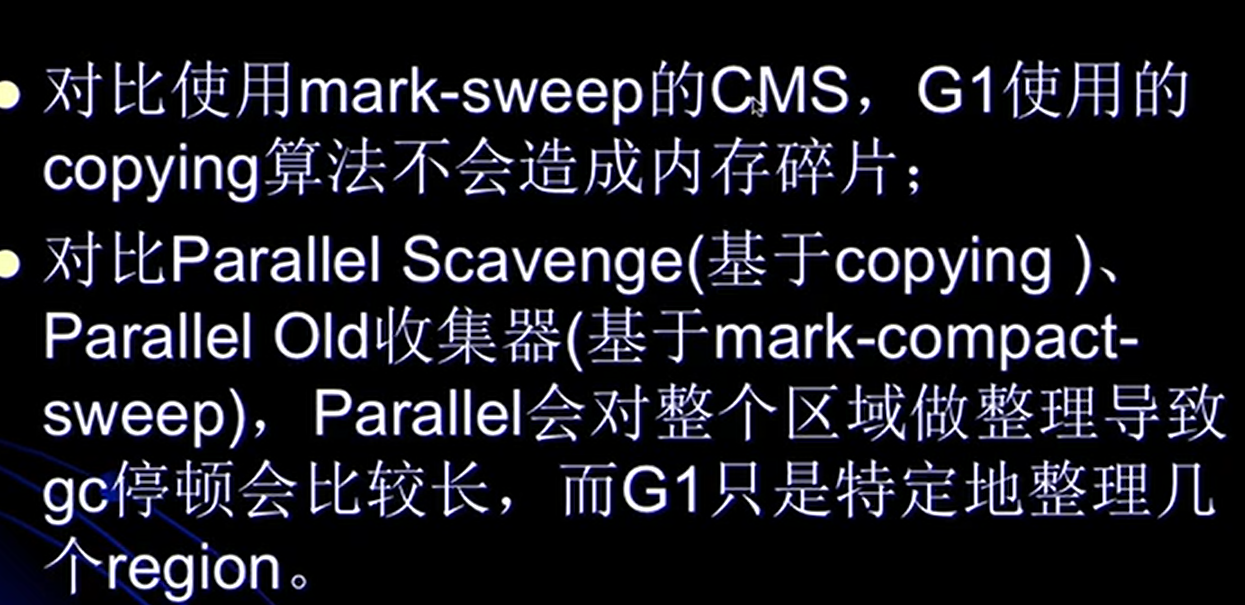 对比使用mark-sweep的CMS，G1使用的
copying算法不会造成内存碎片；
对比Parallel Scavenge(基于copying )、
Parallel Old收集器(基于mark-compact-
sweep)，Parallel会对整个区域做整理导致
gc停顿会比较长，而G1只是特定地整理几
个region。